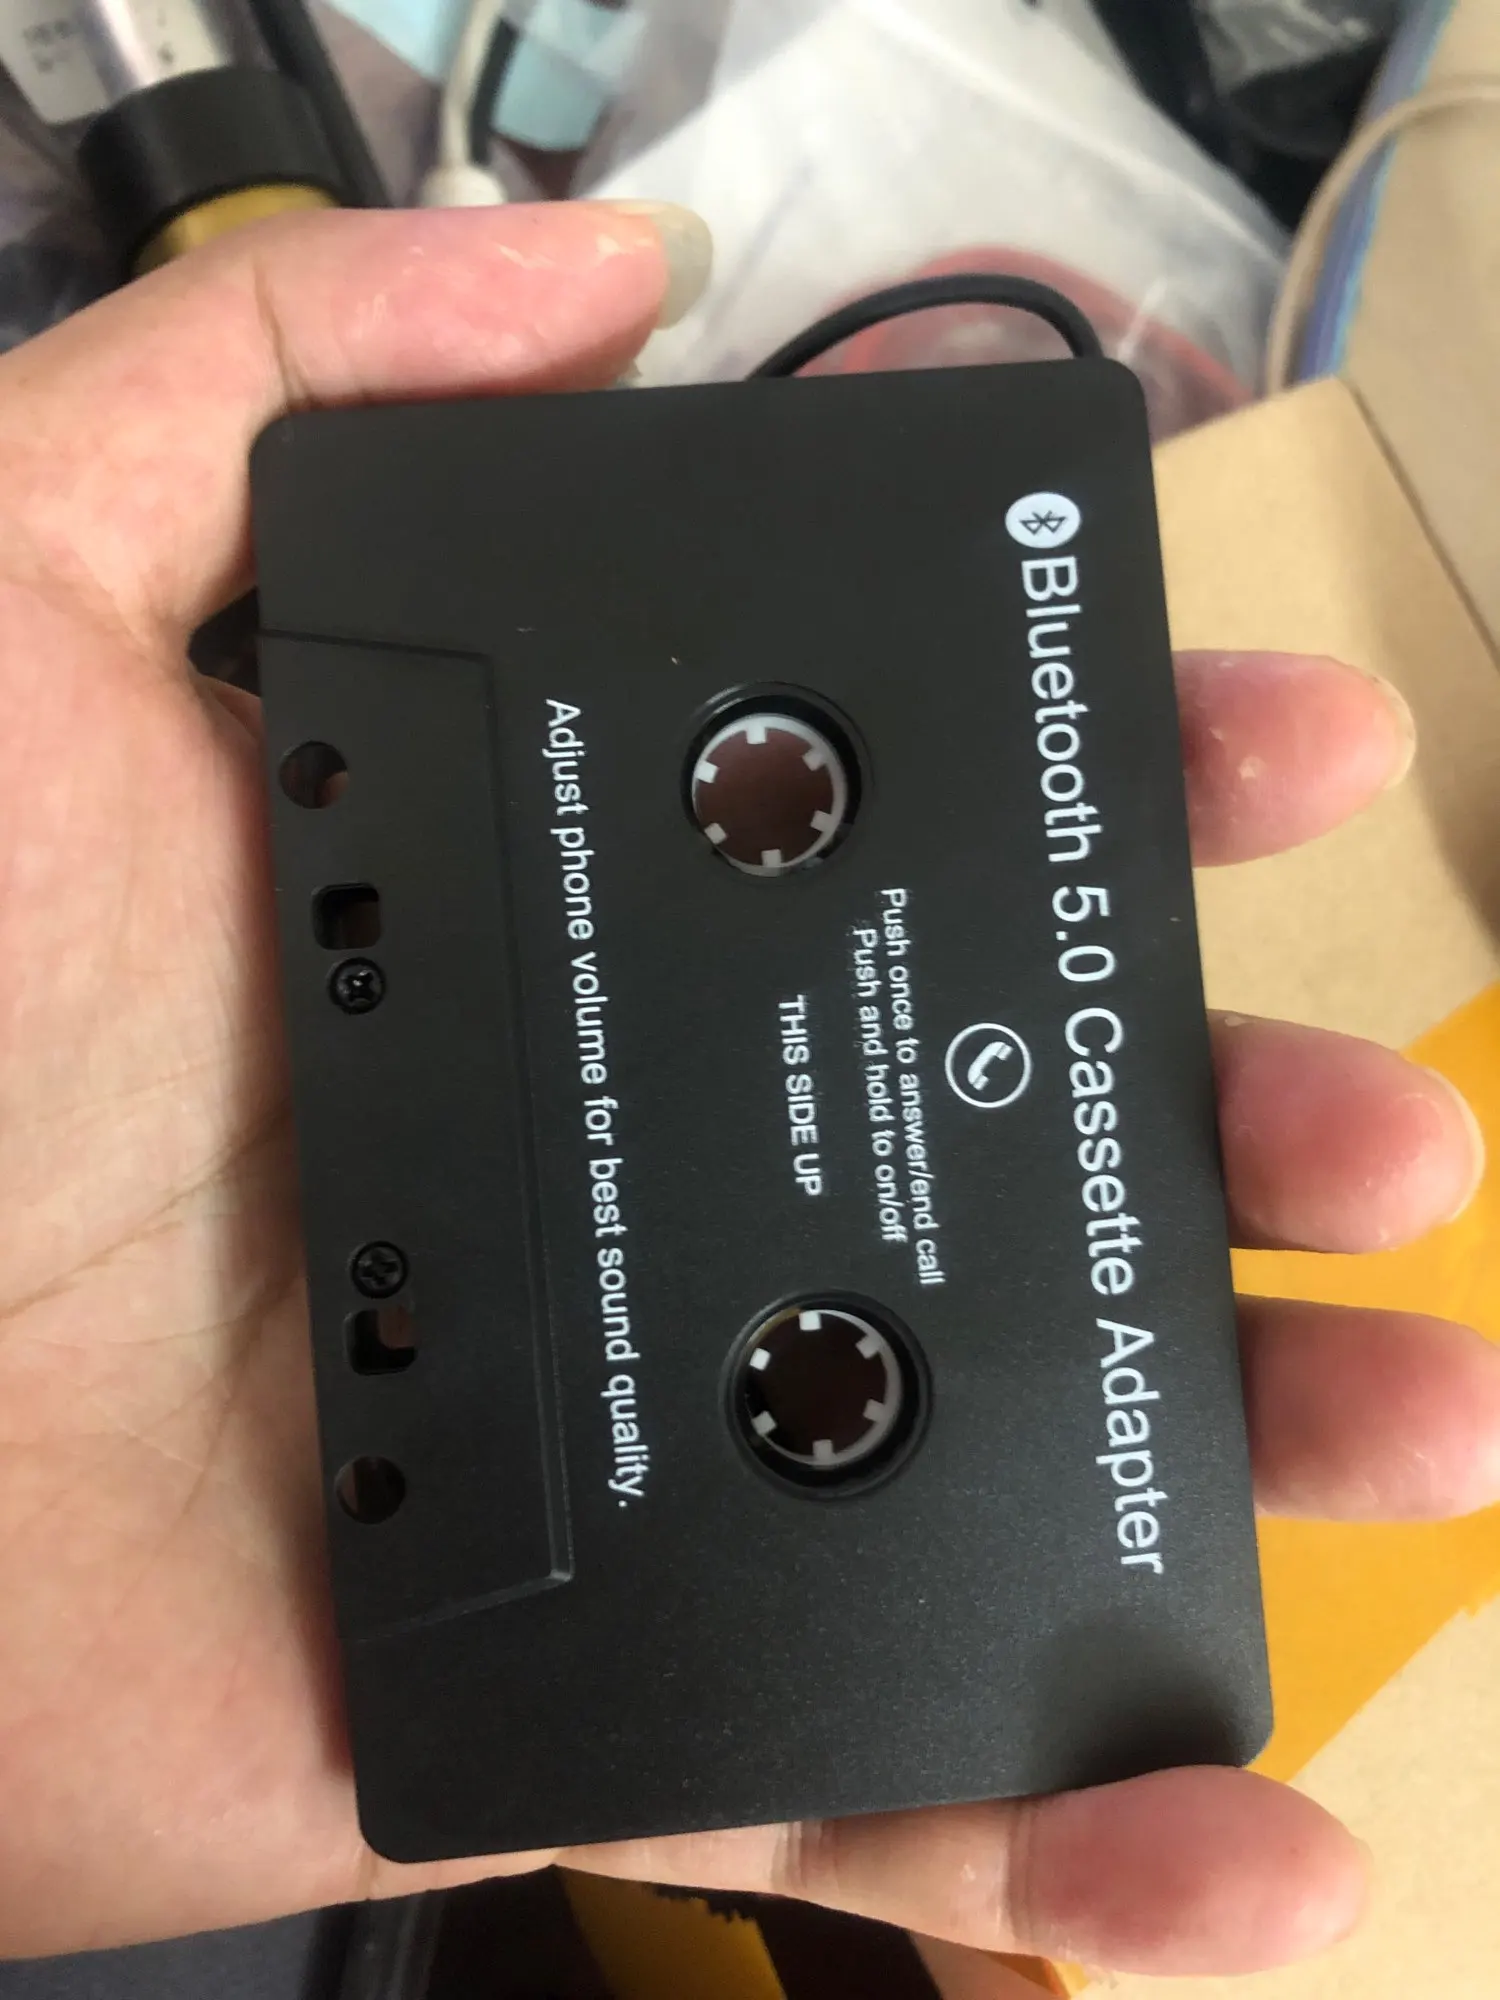 Bluetooth 5.0 Cassette Adapter
Push once to answer/end call
Push and hold to on/off
THIS SIDE UP
Adjust phone volume for best sound quality.